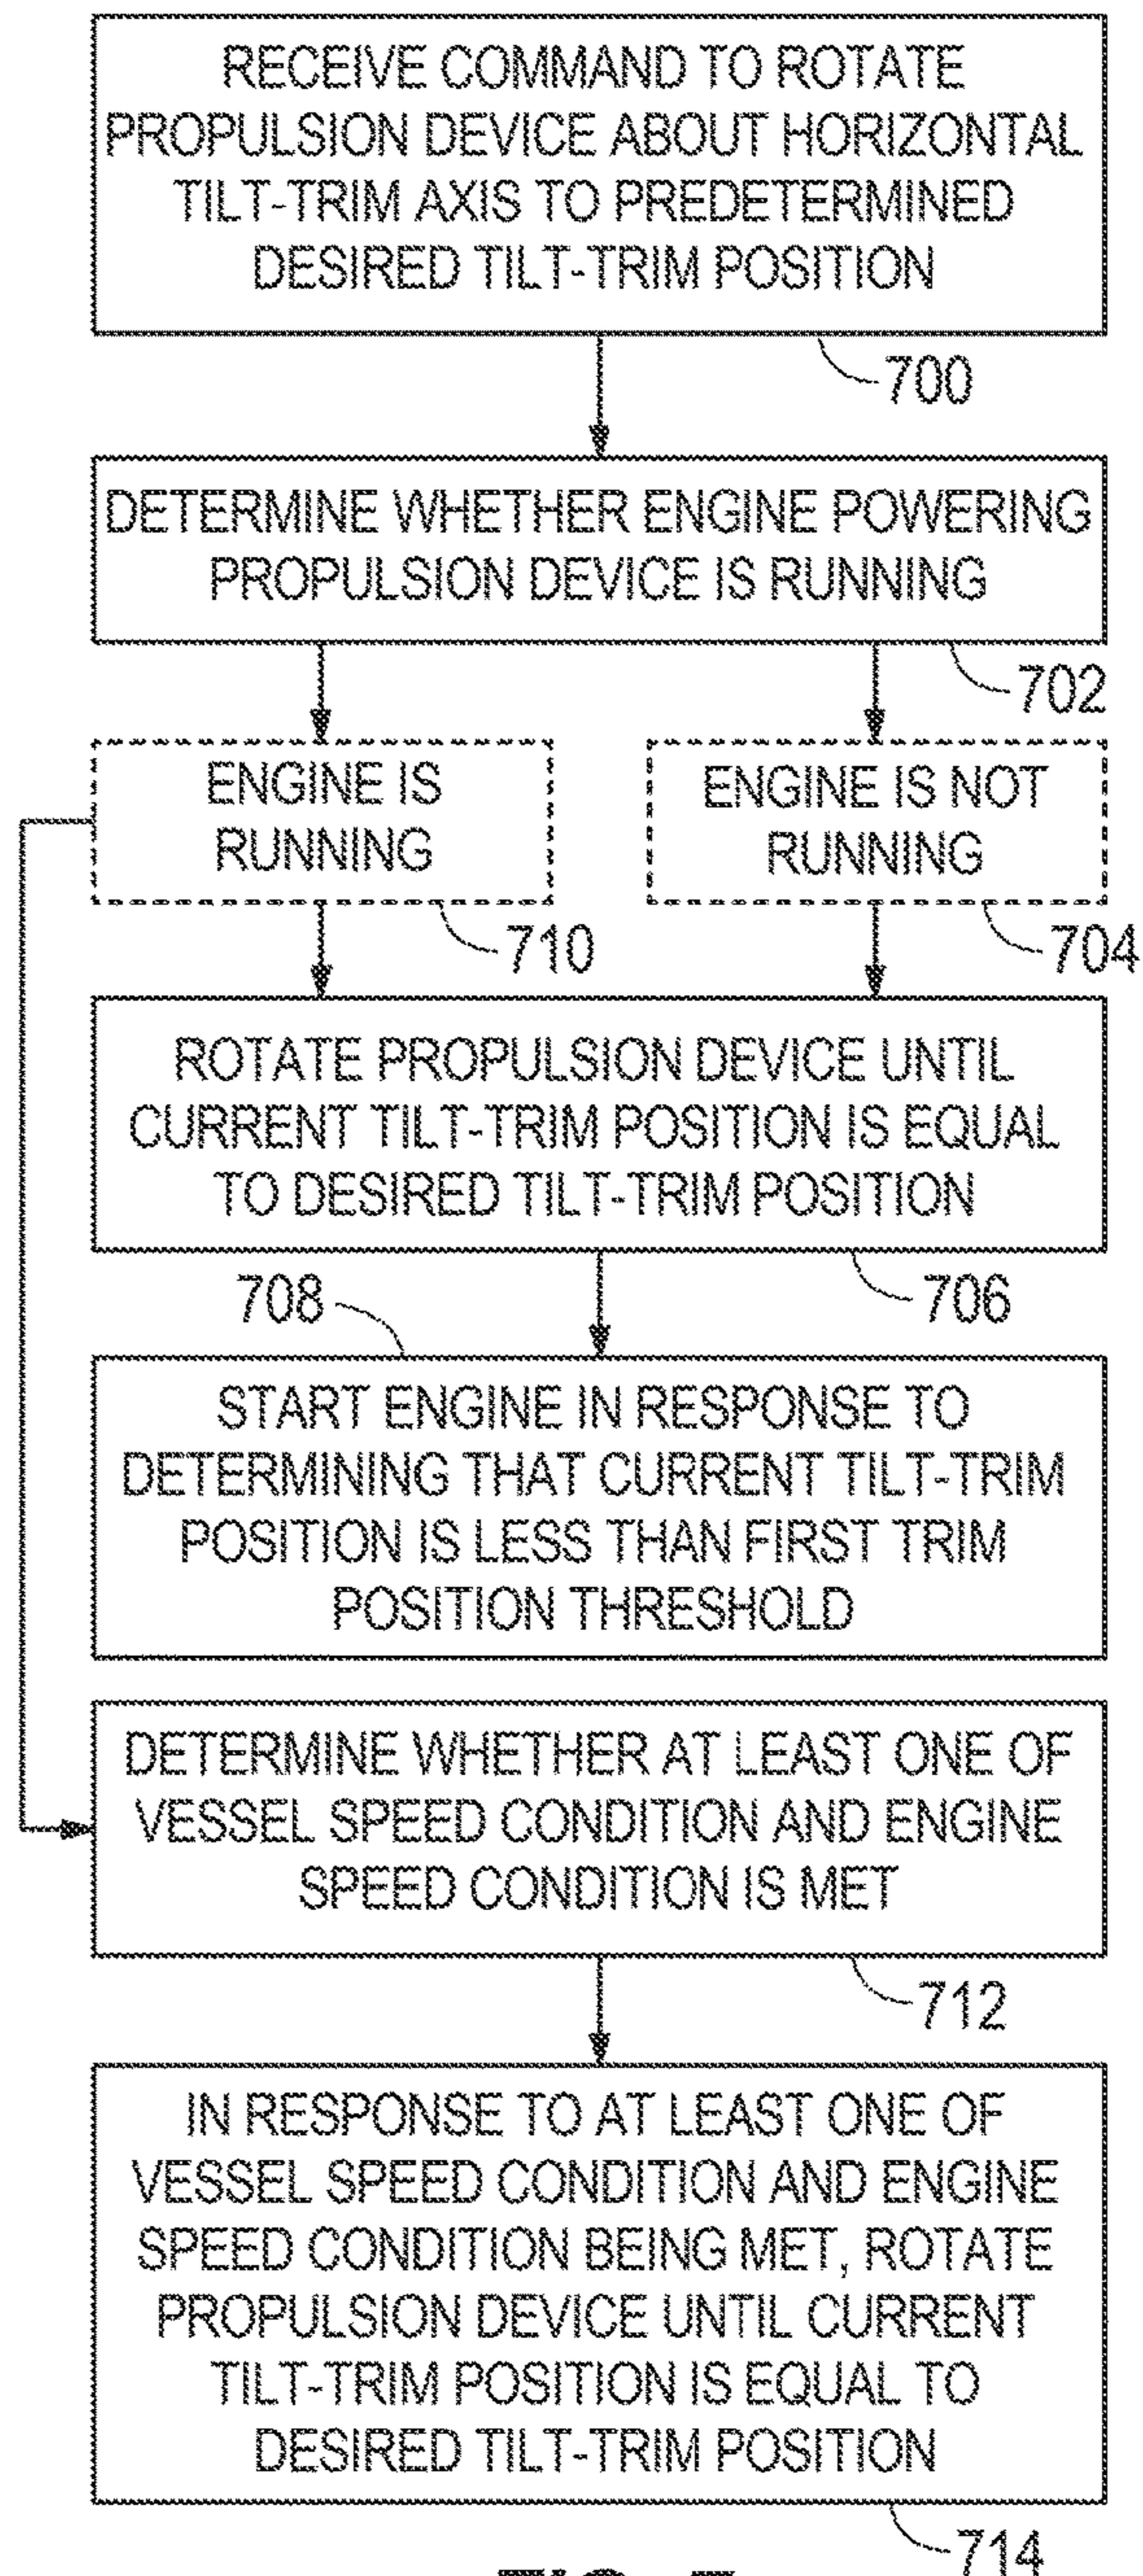 RECEIVE COMMAND TO ROTATE
PROPULSION DEVICE ABOUT HORIZONTAL
TILT-TRIM AXIS TO PREDETERMINED
DESIRED TILT-TRIM POSITION
700
DETERMINE WHETHER ENGINE POWERING
PROPULSION DEVICE IS RUNNING
702
ENGINE IS
RUNNING
710
ENGINE IS NOT
RUNNING
704
ROTATE PROPULSION DEVICE UNTIL
CURRENT TILT-TRIM POSITION IS EQUAL
TO DESIRED TILT-TRIM POSITION
706
708
START ENGINE IN RESPONSE TO
DETERMINING THAT CURRENT TILT-TRIM
POSITION IS LESS THAN FIRST TRIM
POSITION THRESHOLD
DETERMINE WHETHER AT LEAST ONE OF
VESSEL SPEED CONDITION AND ENGINE
SPEED CONDITION IS MET
712
IN RESPONSE TO AT LEAST ONE OF
VESSEL SPEED CONDITION AND ENGINE
SPEED CONDITION BEING MET, ROTATE
PROPULSION DEVICE UNTIL CURRENT
TILT-TRIM POSITION IS EQUAL TO
DESIRED TILT-TRIM POSITION
714